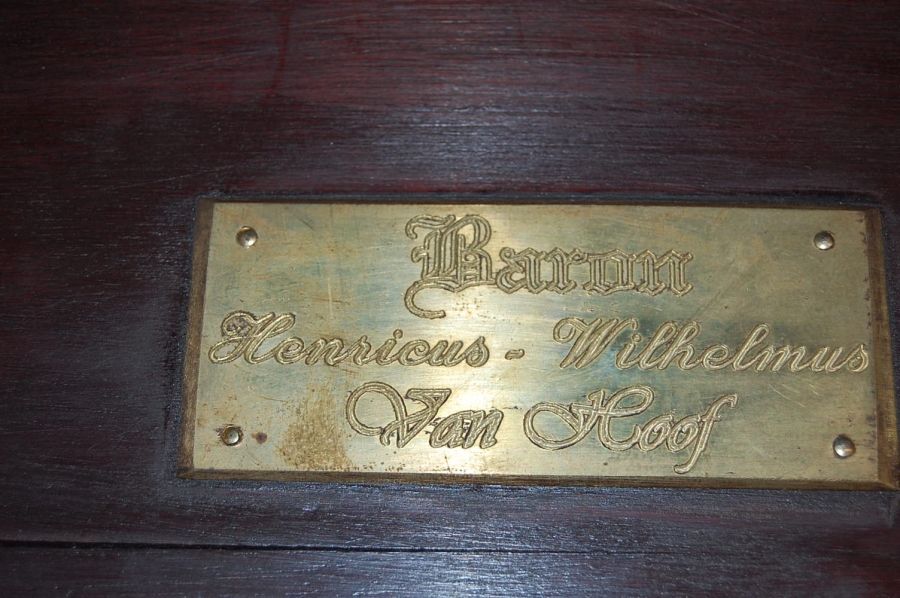 Baron
Henricus - Wilhelmus
Van Hoof